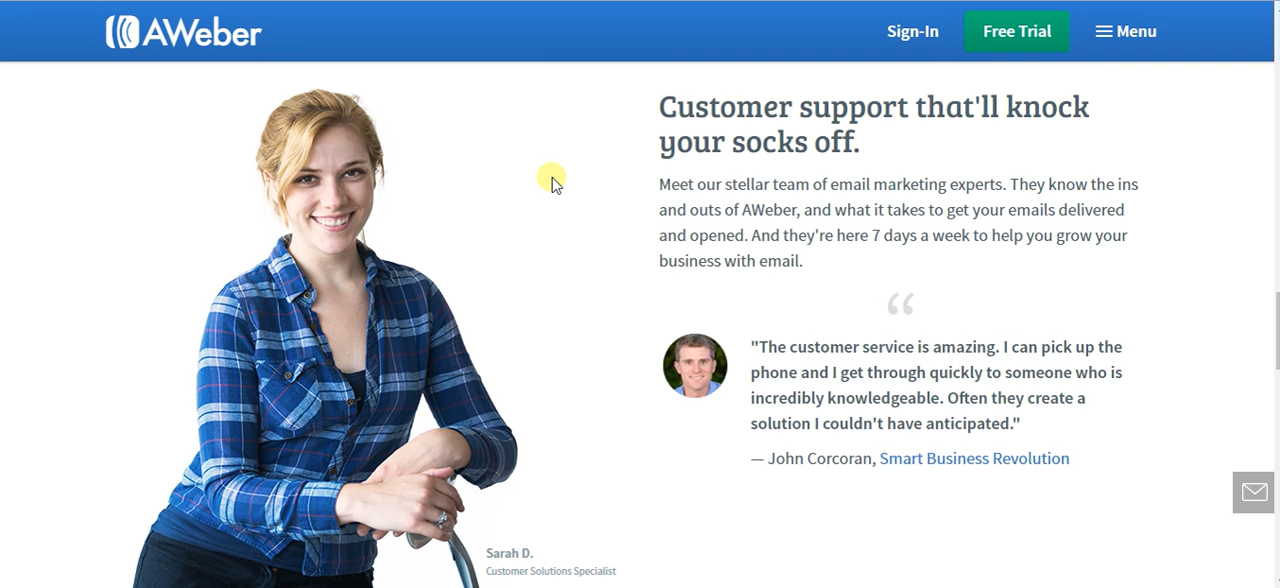 AWeber
Sign-In
Free Trial
Menu
Customer support that'll knock
your socks off.
Meet our stellar team of email marketing experts. They know the ins
and outs of AWeber, and what it takes to get your emails delivered
and opened. And they're here 7 days a week to help you grow your
business with email.
“
"The customer service is amazing. I can pick up the
phone and I get through quickly to someone who is
incredibly knowledgeable. Often they create a
solution I couldn't have anticipated."
— John Corcoran, Smart Business Revolution
Sarah D.
Customer Solutions Specialist